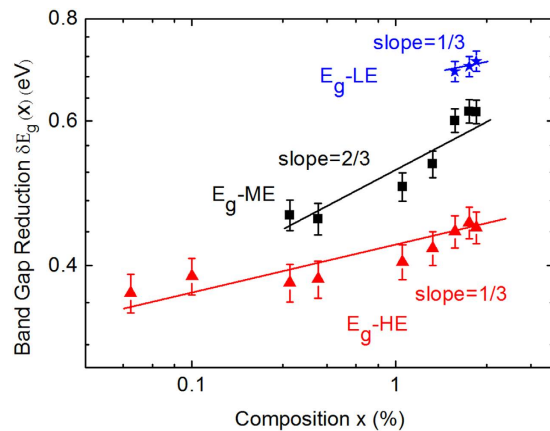 0.8
slope=1/3
E_g-LE
0.6
slope=2/3
E_g-ME
0.4
slope=1/3
E_g-HE
0.1
1
Band Gap Reduction δE_g(x) (eV)
Composition x (%)